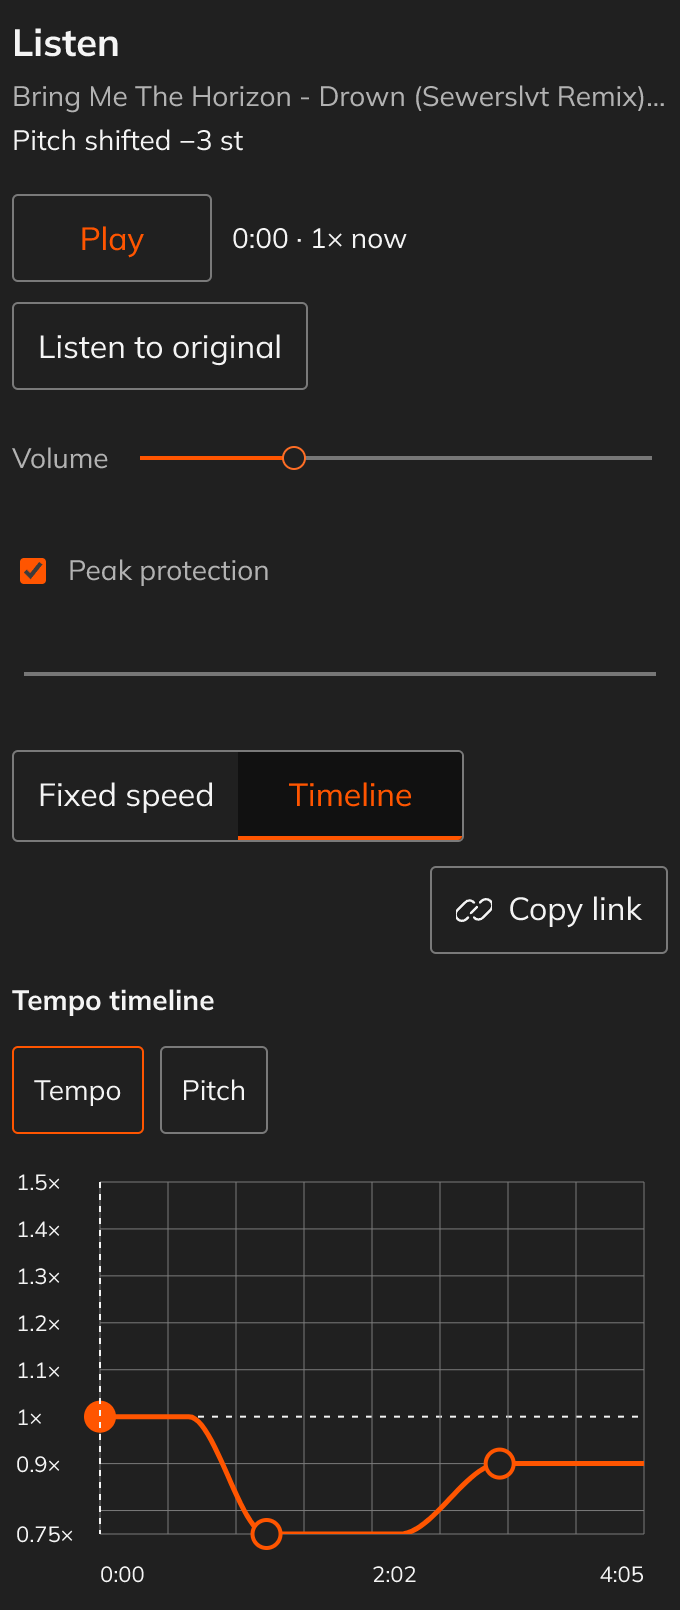 Listen
Bring Me The Horizon - Drown (Sewerslvt Remix)...
Pitch shifted −3 st
Play
0:00 · 1× now
Listen to original
Volume
Peak protection
Fixed speed
Timeline
Copy link
Tempo timeline
Tempo
Pitch
1.5×
1.4×
1.3×
1.2×
1.1×
1×
0.9×
0.75×
0:00
2:02
4:05